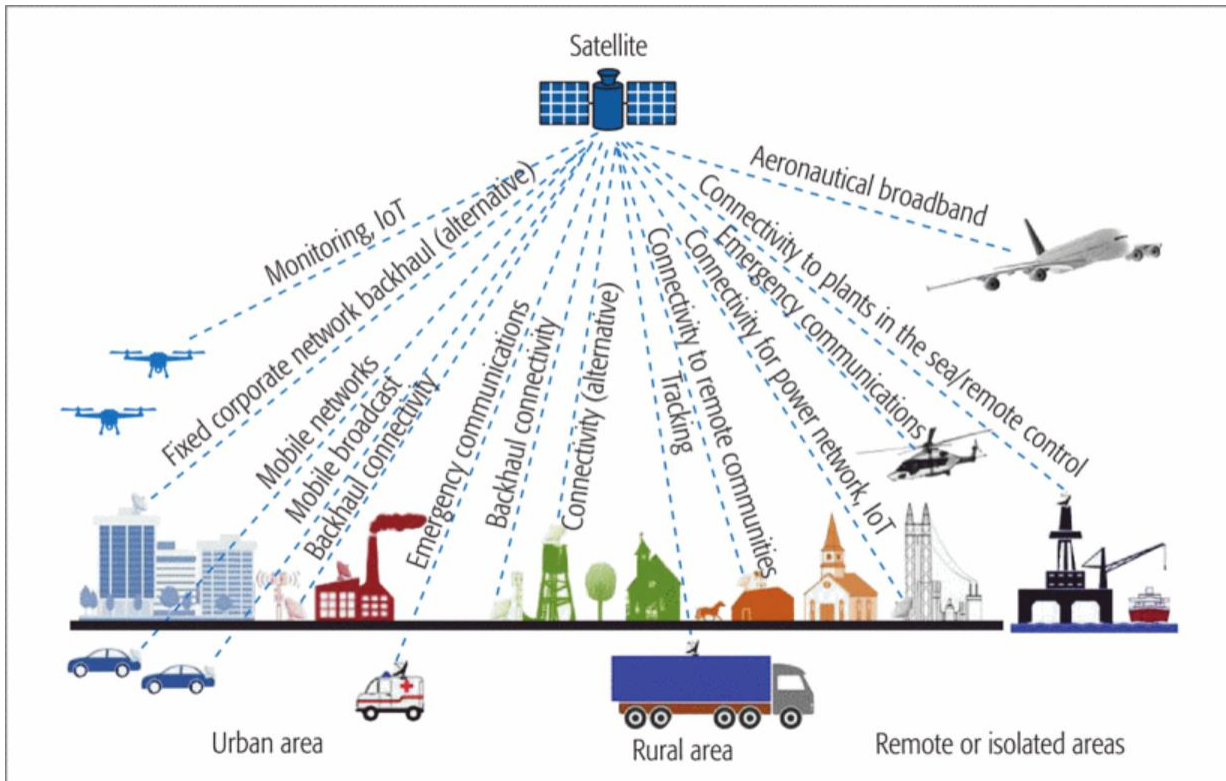 Satellite
Aeronautical broadband
Monitoring, IoT
Fixed corporate network backhaul (alternative)
Mobile networks
Mobile broadcast
Backhaul connectivity
Emergency communications
Backhaul connectivity
Connectivity (alternative)
Tracking
Connectivity to remote communities
Connectivity for power network, IoT
Emergency communications
Connectivity to plants in the sea/remote control
Urban area
Rural area
Remote or isolated areas